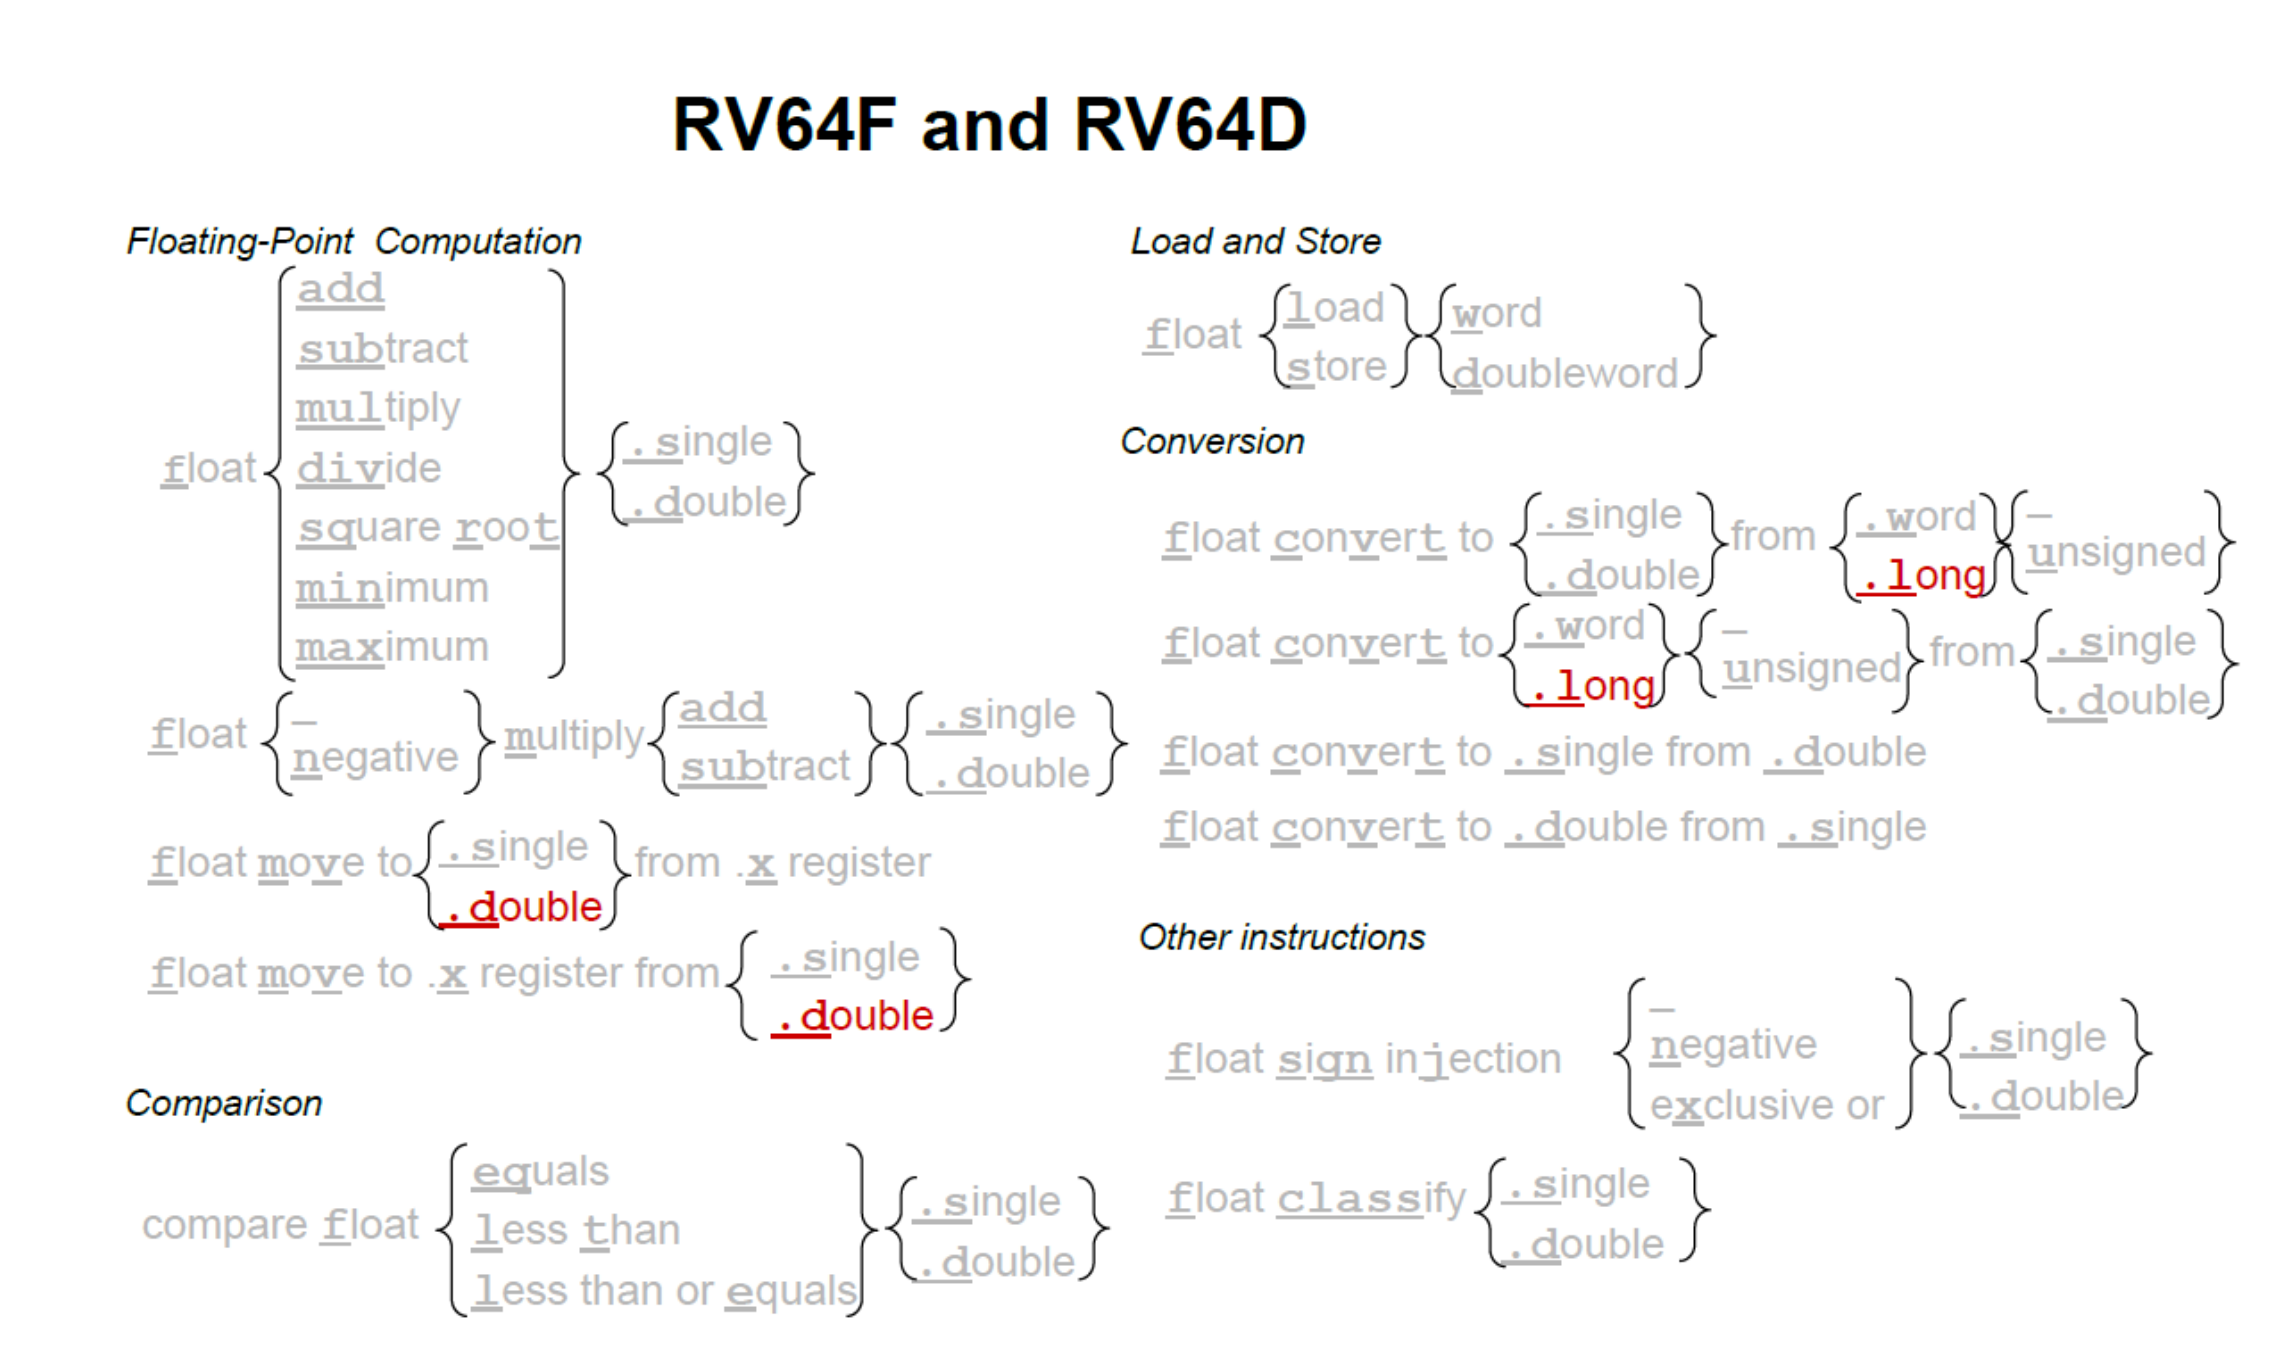 RV64F and RV64D
Floating-Point Computation
float
add
subtract
multiply
divide
square root
minimum
maximum
.single
.double
float
–
negative
multiply
add
subtract
.single
.double
float move to
.single
.double
from .x register
float move to .x register from
.single
.double
Comparison
compare float
equals
less than
less than or equals
.single
.double
Load and Store
float
load
store
word
doubleword
Conversion
float convert to
.single
.double
from
.word
.long
–
unsigned
float convert to
.word
.long
–
unsigned
from
.single
.double
float convert to .single from .double
float convert to .double from .single
Other instructions
float sign injection
–
negative
exclusive or
.single
.double
float classify
.single
.double